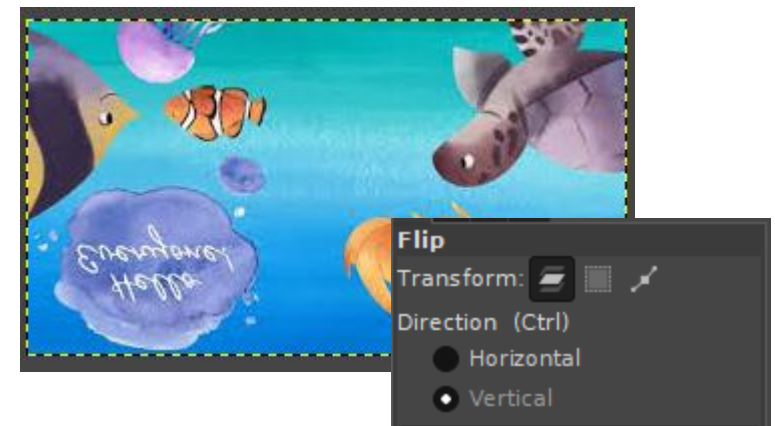 Everyone!
Hello
Flip
Transform:
Direction (Ctrl)
Horizontal
Vertical